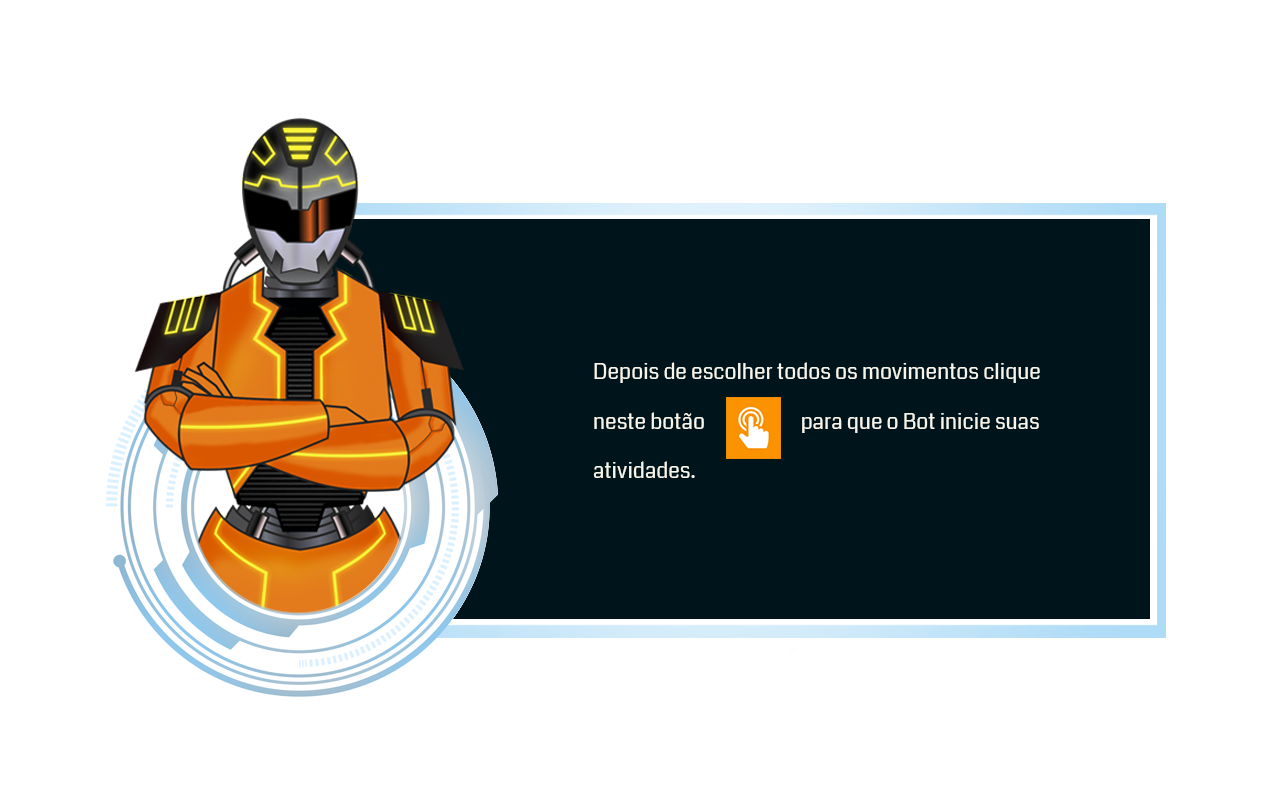 Depois de escolher todos os movimentos clique
neste botão para que o Bot inicie suas
atividades.